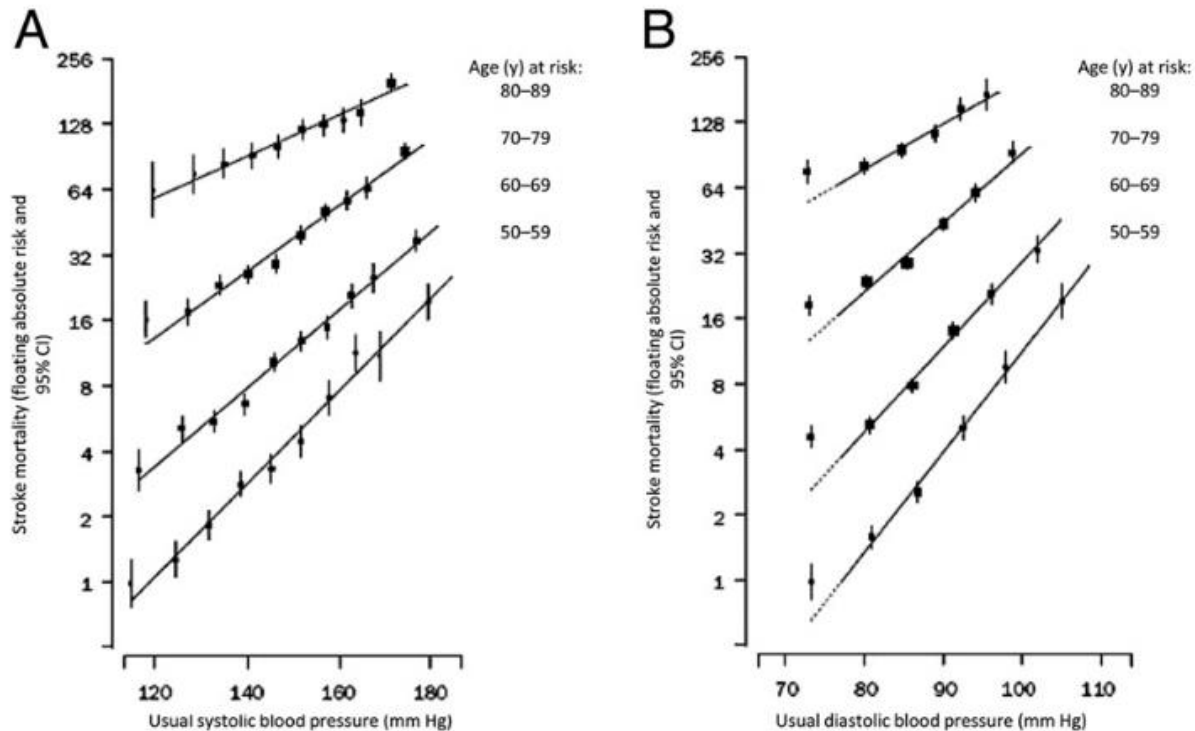 A
256
128
64
32
16
8
4
2
1
Stroke mortality (floating absolute risk and
95% CI)
120 140 160 180
Usual systolic blood pressure (mm Hg)
Age (y) at risk:
80–89
70–79
60–69
50–59
B
256
128
64
32
16
8
4
2
1
Stroke mortality (floating absolute risk and
95% CI)
70 80 90 100 110
Usual diastolic blood pressure (mm Hg)
Age (y) at risk:
80–89
70–79
60–69
50–59